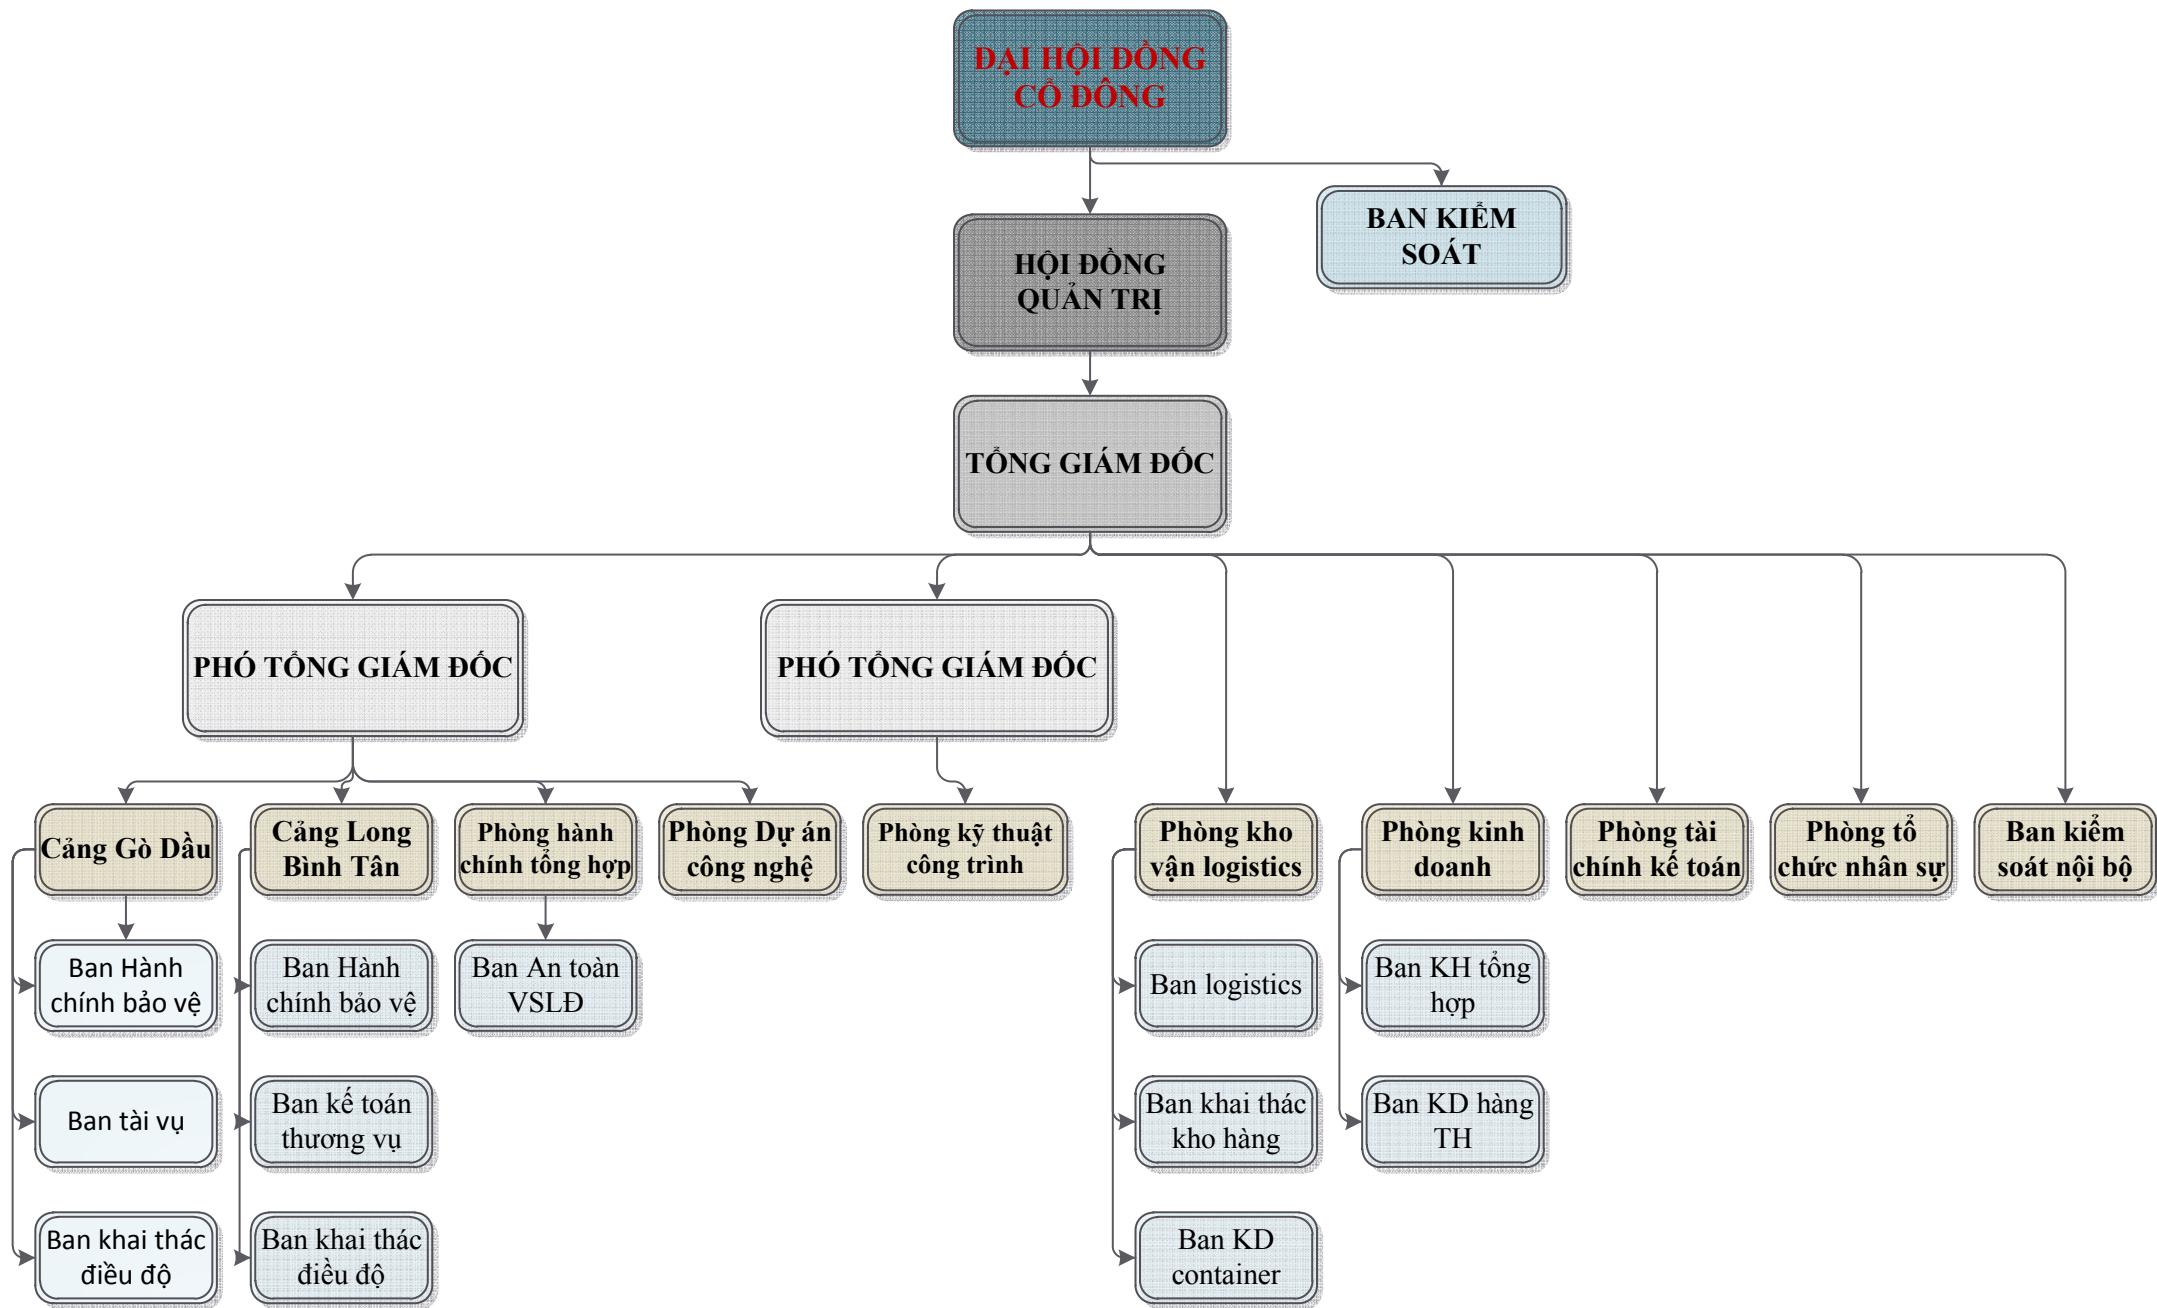 ĐẠI HỘI ĐỒNG
CỔ ĐÔNG
BAN KIỂM
SOÁT
HỘI ĐỒNG
QUẢN TRỊ
TỔNG GIÁM ĐỐC
PHÓ TỔNG GIÁM ĐỐC
PHÓ TỔNG GIÁM ĐỐC
Cảng Gò Dầu
Cảng Long
Bình Tân
Phòng hành
chính tổng hợp
Phòng Dự án
công nghệ
Phòng kỹ thuật
công trình
Phòng kho
vận logistics
Phòng kinh
doanh
Phòng tài
chính kế toán
Phòng tổ
chức nhân sự
Ban kiểm
soát nội bộ
Ban Hành
chính bảo vệ
Ban Hành
chính bảo vệ
Ban An toàn
VSLĐ
Ban logistics
Ban KH tổng
hợp
Ban tài vụ
Ban kế toán
thương vụ
Ban khai thác
kho hàng
Ban KD hàng
TH
Ban khai thác
điều độ
Ban khai thác
điều độ
Ban KD
container